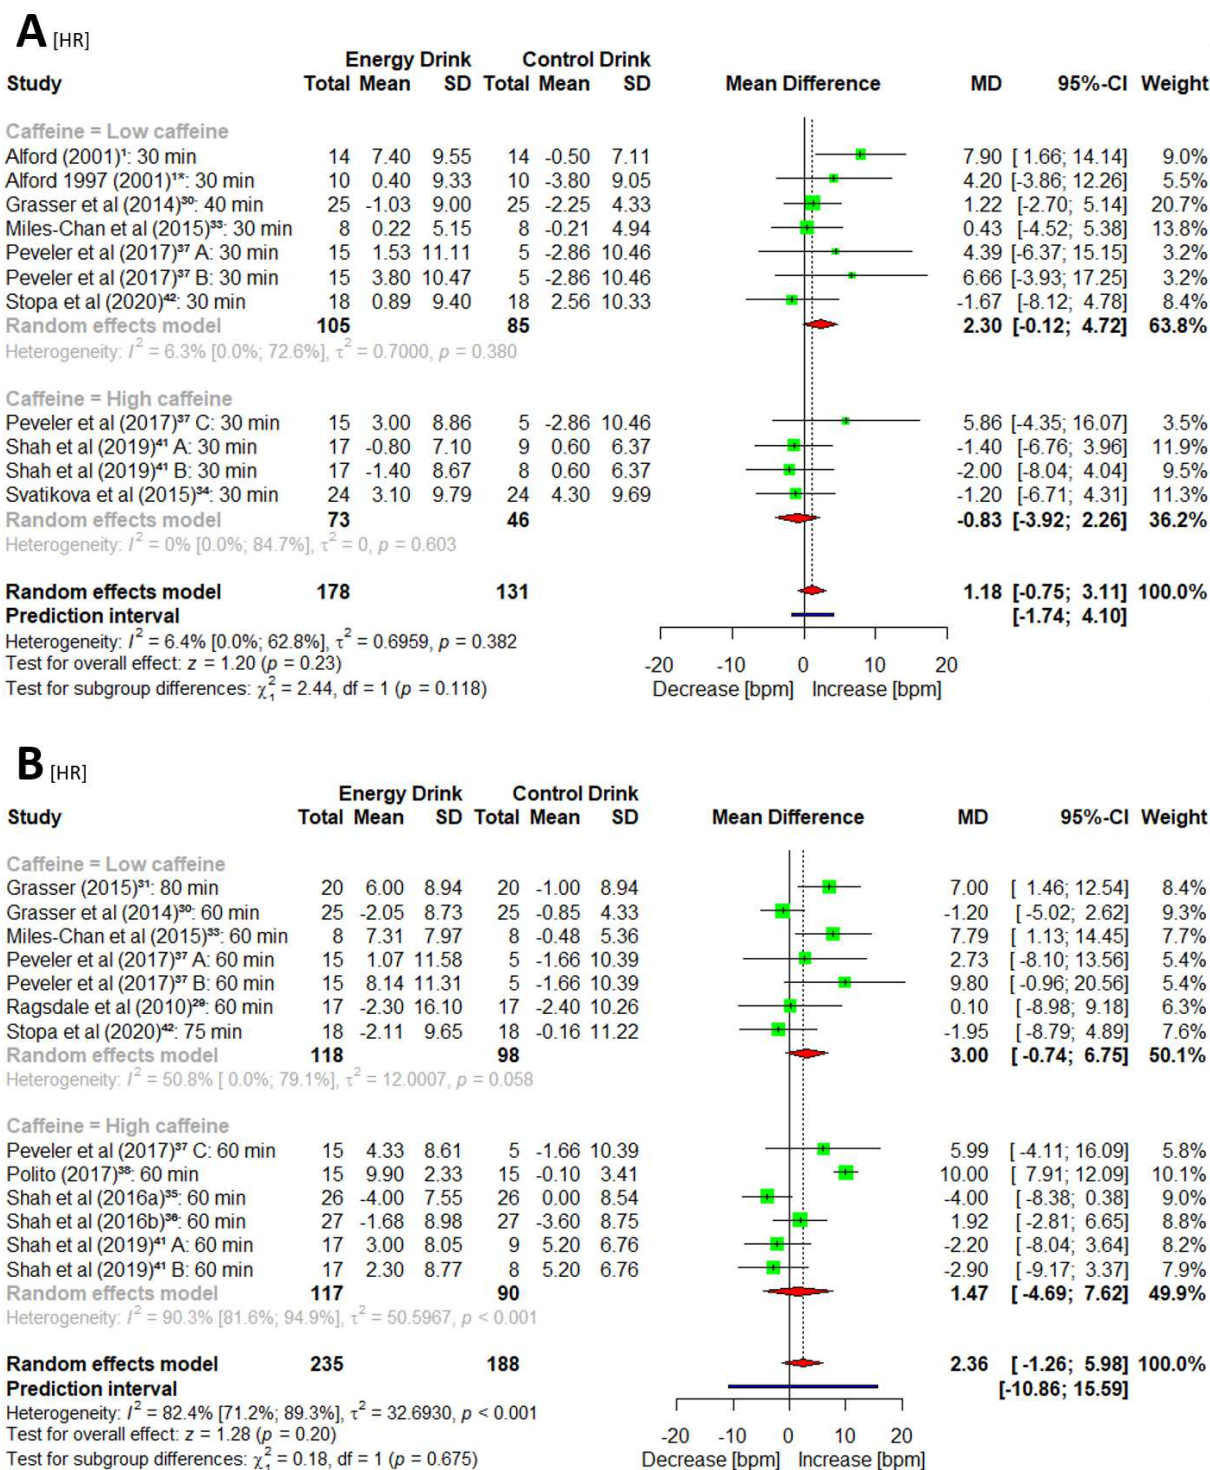 A [HR]
Energy Drink Control Drink
Study Total Mean SD Total Mean SD Mean Difference MD 95%-CI Weight
Caffeine = Low caffeine
Alford (2001)¹: 30 min 14 7.40 9.55 14 -0.50 7.11 7.90 [ 1.66; 14.14] 9.0%
Alford 1997 (2001)¹*: 30 min 10 0.40 9.33 10 -3.80 9.05 4.20 [-3.86; 12.26] 5.5%
Grasser et al (2014)³⁰: 40 min 25 -1.03 9.00 25 -2.25 4.33 1.22 [-2.70; 5.14] 20.7%
Miles-Chan et al (2015)³³: 30 min 8 0.22 5.15 8 -0.21 4.94 0.43 [-4.52; 5.38] 13.8%
Peveler et al (2017)³⁷ A: 30 min 15 1.53 11.11 5 -2.86 10.46 4.39 [-6.37; 15.15] 3.2%
Peveler et al (2017)³⁷ B: 30 min 15 3.80 10.47 5 -2.86 10.46 6.66 [-3.93; 17.25] 3.2%
Stopa et al (2020)⁴²: 30 min 18 0.89 9.40 18 2.56 10.33 -1.67 [-8.12; 4.78] 8.4%
Random effects model 105 85 2.30 [-0.12; 4.72] 63.8%
Heterogeneity: I² = 6.3% [0.0%; 72.6%], τ² = 0.7000, p = 0.380
Caffeine = High caffeine
Peveler et al (2017)³⁷ C: 30 min 15 3.00 8.86 5 -2.86 10.46 5.86 [-4.35; 16.07] 3.5%
Shah et al (2019)⁴¹ A: 30 min 17 -0.80 7.10 9 0.60 6.37 -1.40 [-6.76; 3.96] 11.9%
Shah et al (2019)⁴¹ B: 30 min 17 -1.40 8.67 8 0.60 6.37 -2.00 [-8.04; 4.04] 9.5%
Svatikova et al (2015)³⁴: 30 min 24 3.10 9.79 24 4.30 9.69 -1.20 [-6.71; 4.31] 11.3%
Random effects model 73 46 -0.83 [-3.92; 2.26] 36.2%
Heterogeneity: I² = 0% [0.0%; 84.7%], τ² = 0, p = 0.603
Random effects model 178 131 1.18 [-0.75; 3.11] 100.0%
Prediction interval [-1.74; 4.10]
Heterogeneity: I² = 6.4% [0.0%; 62.8%], τ² = 0.6959, p = 0.382
Test for overall effect: z = 1.20 (p = 0.23)
Test for subgroup differences: χ²₁ = 2.44, df = 1 (p = 0.118)
-20 -10 0 10 20
Decrease [bpm] Increase [bpm]
B [HR]
Energy Drink Control Drink
Study Total Mean SD Total Mean SD Mean Difference MD 95%-CI Weight
Caffeine = Low caffeine
Grasser (2015)³¹: 80 min 20 6.00 8.94 20 -1.00 8.94 7.00 [ 1.46; 12.54] 8.4%
Grasser et al (2014)³⁰: 60 min 25 -2.05 8.73 25 -0.85 4.33 -1.20 [-5.02; 2.62] 9.3%
Miles-Chan et al (2015)³³: 60 min 8 7.31 7.97 8 -0.48 5.36 7.79 [ 1.13; 14.45] 7.7%
Peveler et al (2017)³⁷ A: 60 min 15 1.07 11.58 5 -1.66 10.39 2.73 [ -8.10; 13.56] 5.4%
Peveler et al (2017)³⁷ B: 60 min 15 8.14 11.31 5 -1.66 10.39 9.80 [ -0.96; 20.56] 5.4%
Ragsdale et al (2010)²⁹: 60 min 17 -2.30 16.10 17 -2.40 10.26 0.10 [ -8.98; 9.18] 6.3%
Stopa et al (2020)⁴²: 75 min 18 -2.11 9.65 18 -0.16 11.22 -1.95 [ -8.79; 4.89] 7.6%
Random effects model 118 98 3.00 [ -0.74; 6.75] 50.1%
Heterogeneity: I² = 50.8% [ 0.0%; 79.1%], τ² = 12.0007, p = 0.058
Caffeine = High caffeine
Peveler et al (2017)³⁷ C: 60 min 15 4.33 8.61 5 -1.66 10.39 5.99 [ -4.11; 16.09] 5.8%
Polito (2017)³⁸: 60 min 15 9.90 2.33 15 -0.10 3.41 10.00 [ 7.91; 12.09] 10.1%
Shah et al (2016a)³⁵: 60 min 26 -4.00 7.55 26 0.00 8.54 -4.00 [ -8.38; 0.38] 9.0%
Shah et al (2016b)³⁶: 60 min 27 -1.68 8.98 27 -3.60 8.75 1.92 [ -2.81; 6.65] 8.8%
Shah et al (2019)⁴¹ A: 60 min 17 3.00 8.05 9 5.20 6.76 -2.20 [ -8.04; 3.64] 8.2%
Shah et al (2019)⁴¹ B: 60 min 17 2.30 8.77 8 5.20 6.76 -2.90 [ -9.17; 3.37] 7.9%
Random effects model 117 90 1.47 [ -4.69; 7.62] 49.9%
Heterogeneity: I² = 90.3% [81.6%; 94.9%], τ² = 50.5967, p < 0.001
Random effects model 235 188 2.36 [ -1.26; 5.98] 100.0%
Prediction interval [-10.86; 15.59]
Heterogeneity: I² = 82.4% [71.2%; 89.3%], τ² = 32.6930, p < 0.001
Test for overall effect: z = 1.28 (p = 0.20)
Test for subgroup differences: χ²₁ = 0.18, df = 1 (p = 0.675)
-20 -10 0 10 20
Decrease [bpm] Increase [bpm]